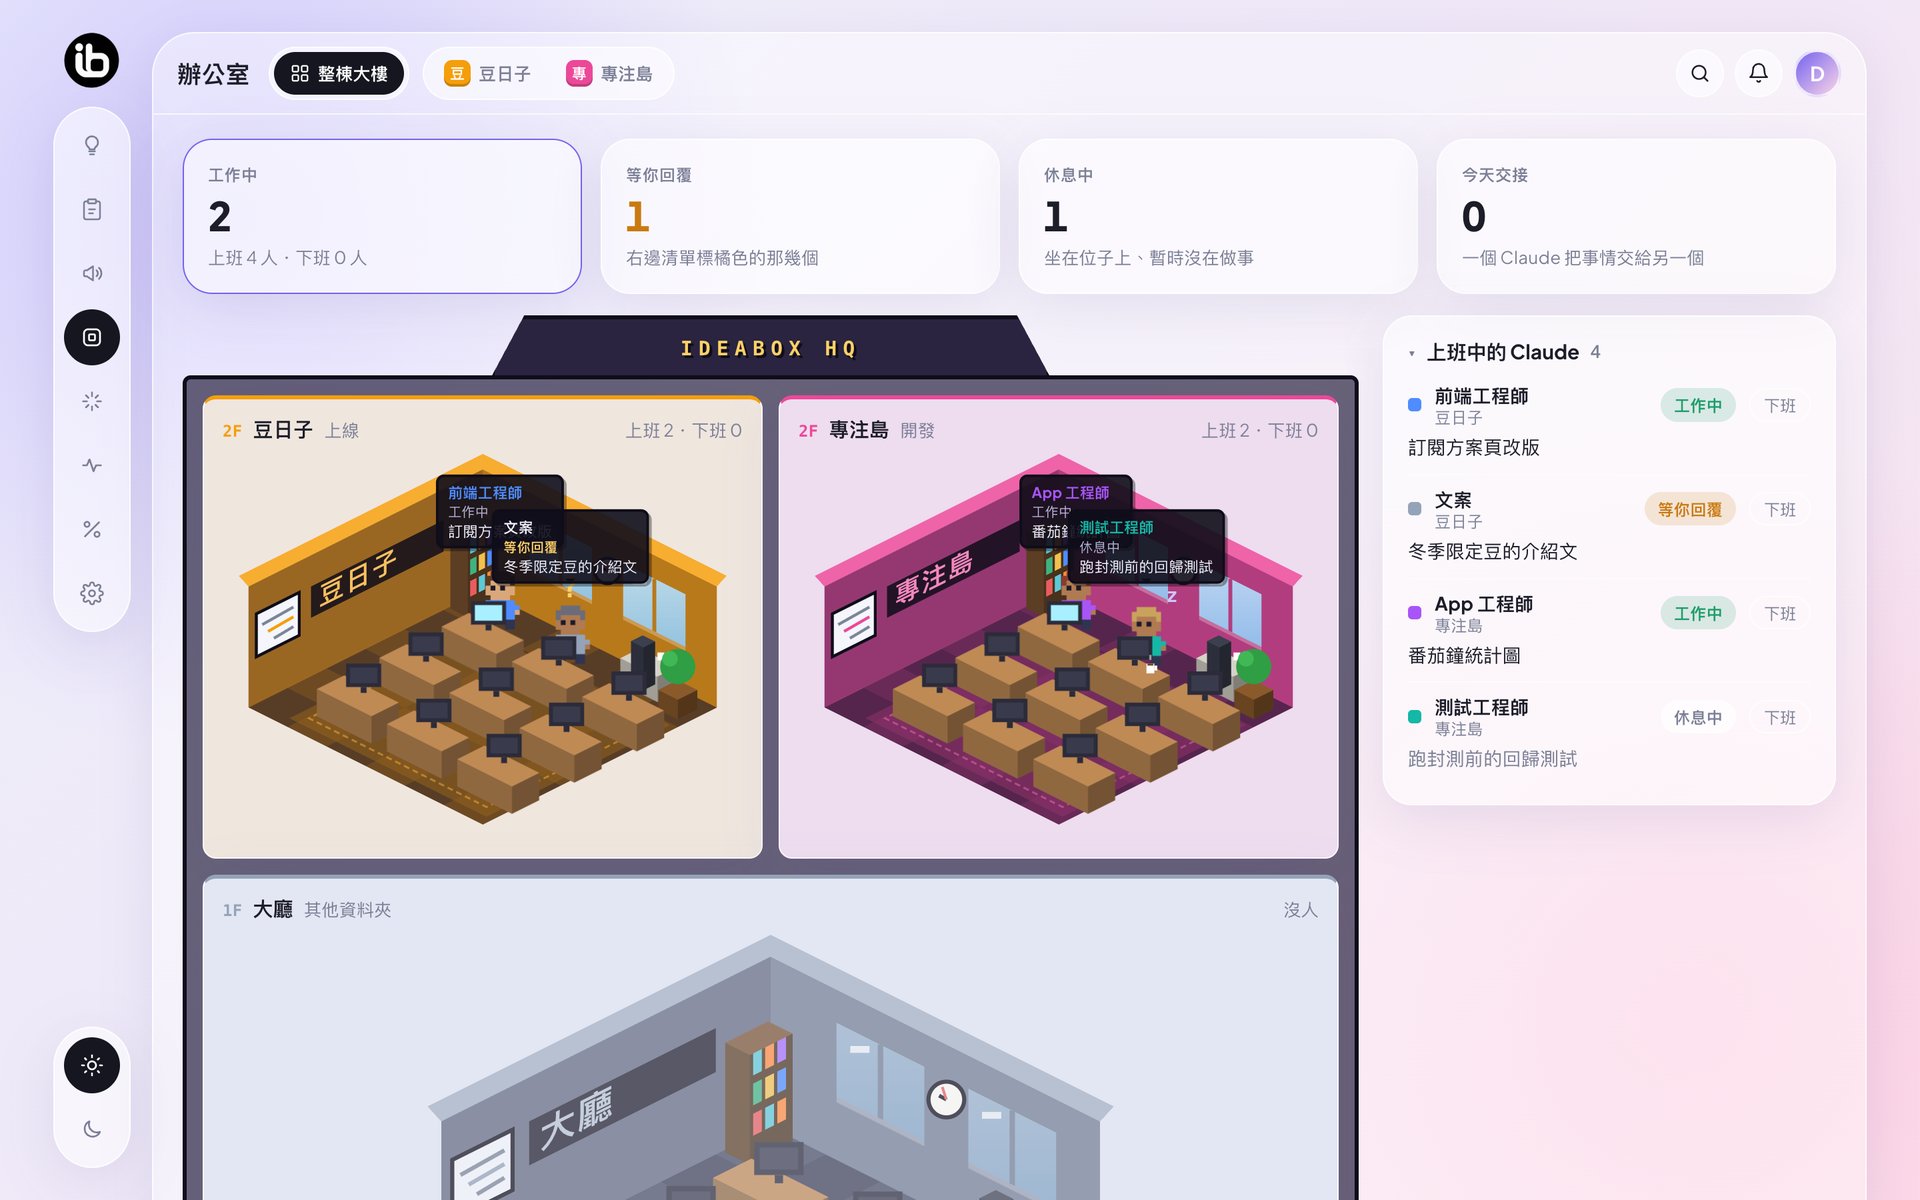 ib
辦公室
整棟大樓
豆 豆日子
專 專注島
D
工作中
2
上班 4 人 · 下班 0 人
等你回覆
1
右邊清單標橘色的那幾個
休息中
1
坐在位子上、暫時沒在做事
今天交接
0
一個 Claude 把事情交給另一個
IDEABOX HQ
2F 豆日子 上線
上班 2 · 下班 0
前端工程師
工作中
訂閱方
文案
等你回覆
冬季限定豆的介紹文
豆日子
2F 專注島 開發
上班 2 · 下班 0
App 工程師
工作中
番茄
測試工程師
休息中
跑封測前的回歸測試
專注島
z
1F 大廳 其他資料夾
沒人
大廳
上班中的 Claude 4
前端工程師
豆日子
工作中
下班
訂閱方案頁改版
文案
豆日子
等你回覆
下班
冬季限定豆的介紹文
App 工程師
專注島
工作中
下班
番茄鐘統計圖
測試工程師
專注島
休息中
下班
跑封測前的回歸測試